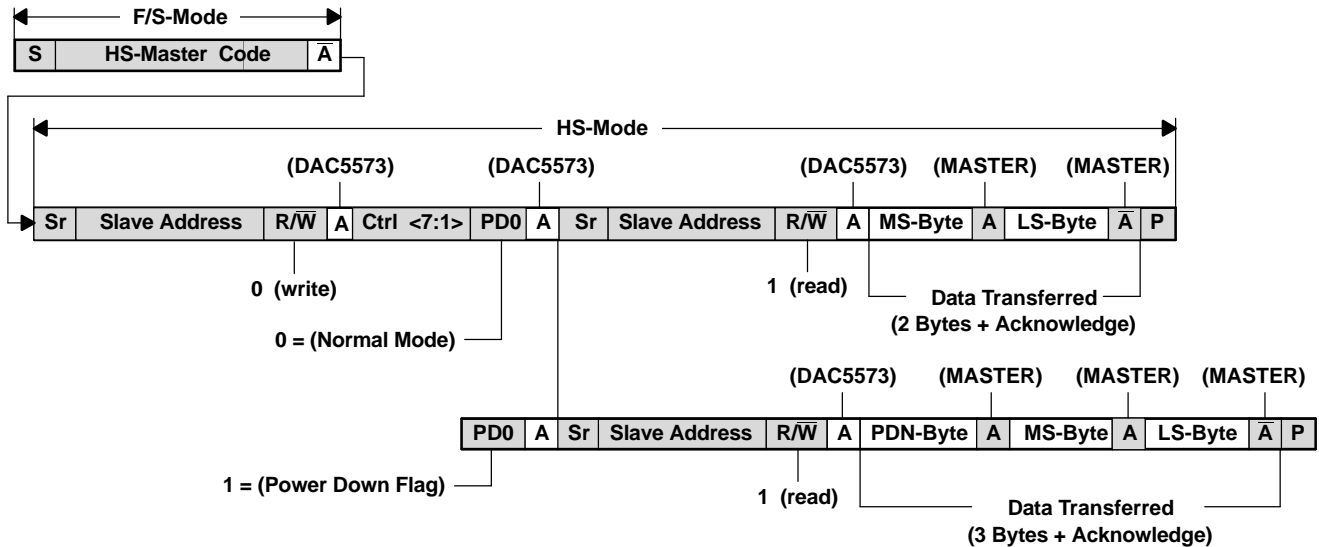 F/S-Mode
S HS-Master Code A̅
HS-Mode
(DAC5573) (DAC5573) (DAC5573) (MASTER) (MASTER)
Sr Slave Address R/W̅ A Ctrl <7:1> PD0 A Sr Slave Address R/W̅ A MS-Byte A LS-Byte A̅ P
0 (write) 1 (read) Data Transferred
(2 Bytes + Acknowledge)
0 = (Normal Mode)
(DAC5573) (MASTER) (MASTER) (MASTER)
PD0 A Sr Slave Address R/W̅ A PDN-Byte A MS-Byte A LS-Byte A̅ P
1 = (Power Down Flag) 1 (read) Data Transferred
(3 Bytes + Acknowledge)